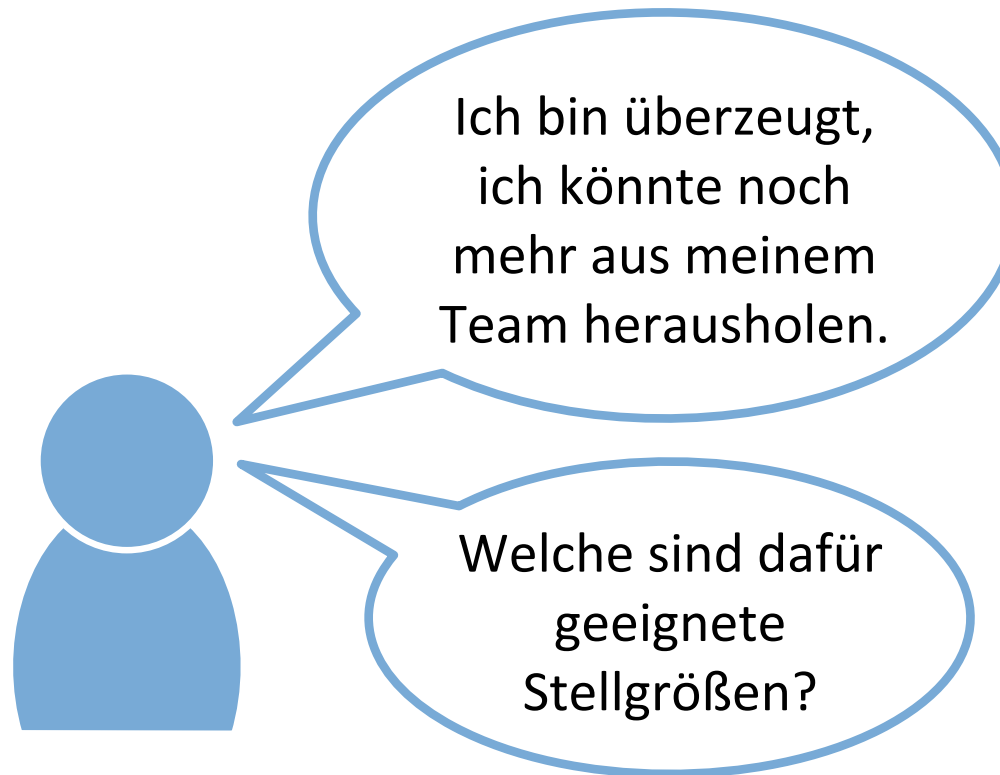 Ich bin überzeugt,
ich könnte noch
mehr aus meinem
Team herausholen.
Welche sind dafür
geeignete
Stellgrößen?